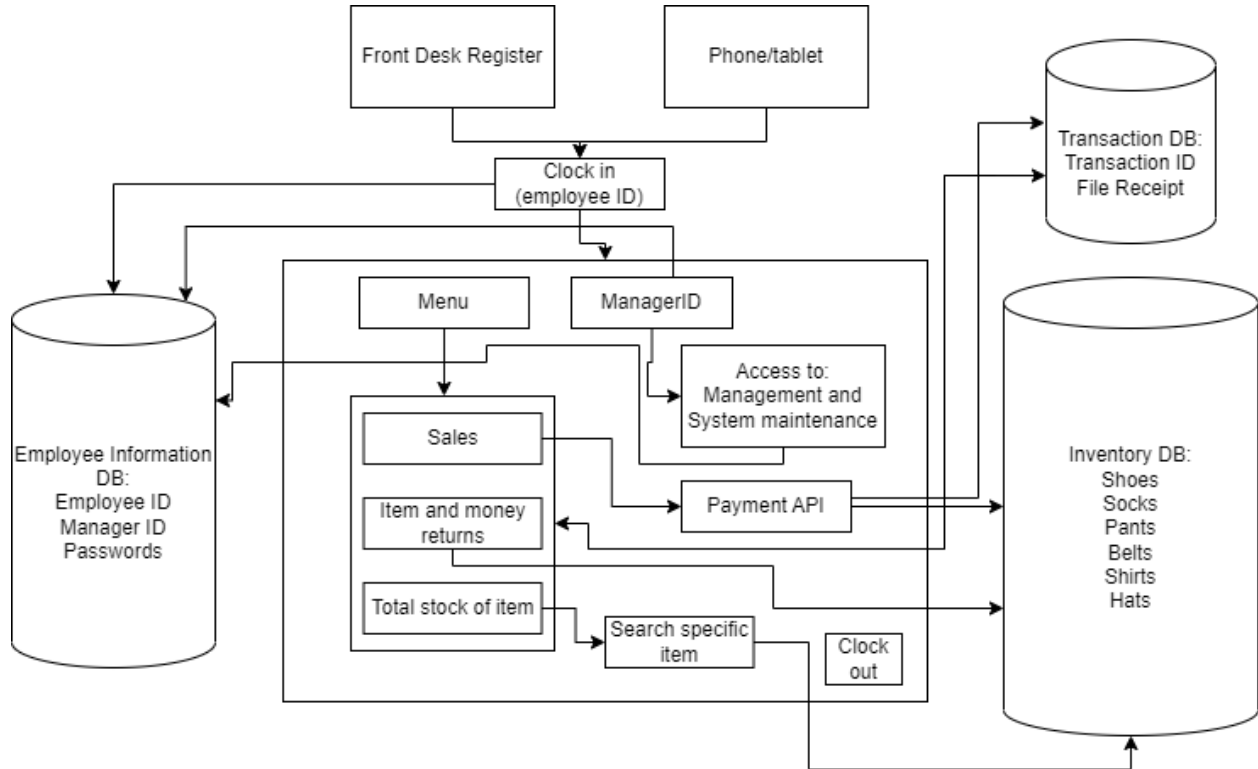 Front Desk Register
Phone/tablet
Transaction DB:
Transaction ID
File Receipt
Clock in
(employee ID)
Menu
ManagerID
Access to:
Management and
System maintenance
Employee Information
DB:
Employee ID
Manager ID
Passwords
Sales
Payment API
Item and money
returns
Total stock of item
Search specific
item
Clock
out
Inventory DB:
Shoes
Socks
Pants
Belts
Shirts
Hats